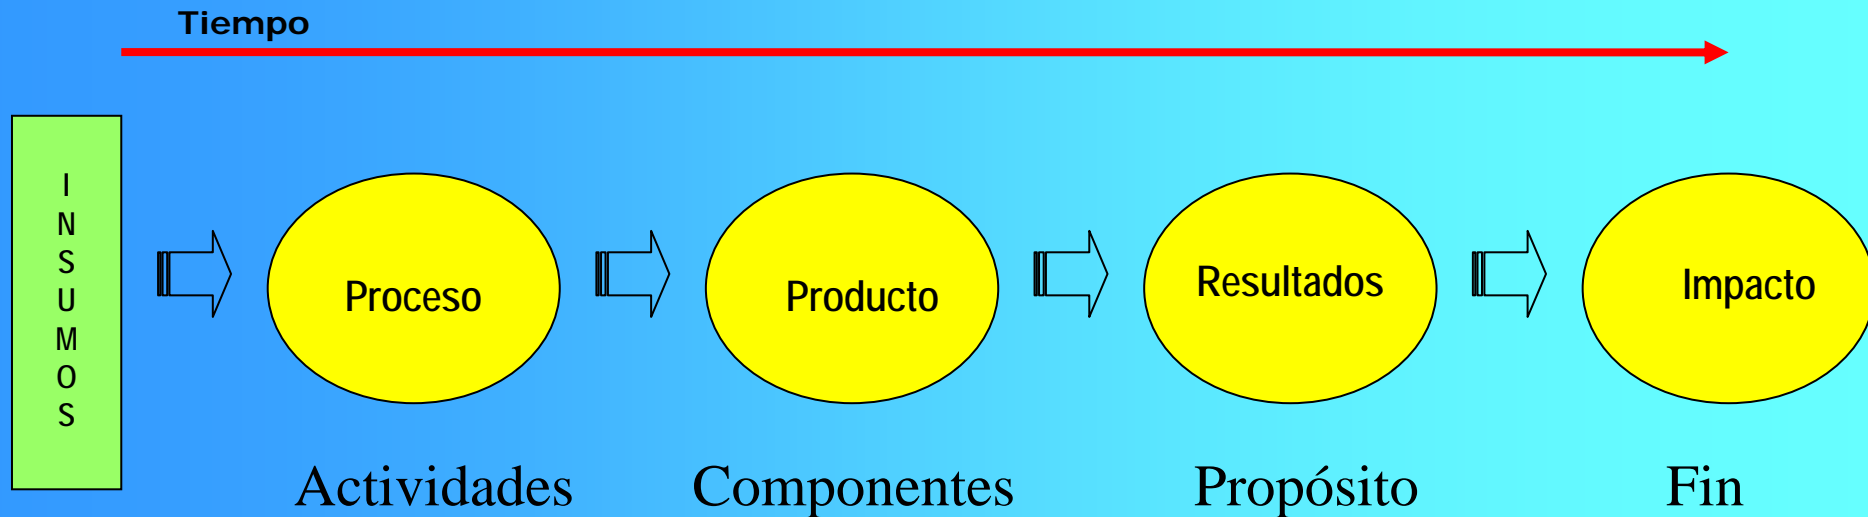 Tiempo
I
N
S
U
M
O
S
Proceso
Producto
Resultados
Impacto
Actividades
Componentes
Propósito
Fin